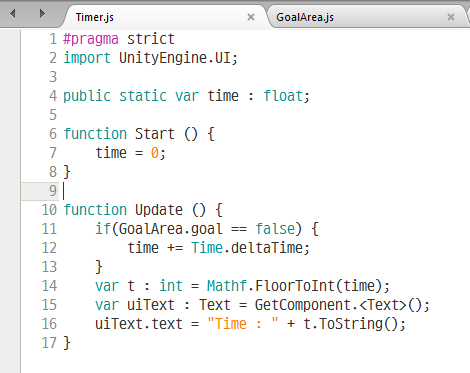 Timer.js × GoalArea.js ×
1 #pragma strict
2 import UnityEngine.UI;
3
4 public static var time : float;
5
6 function Start () {
7     time = 0;
8 }
9
10 function Update () {
11     if(GoalArea.goal == false) {
12         time += Time.deltaTime;
13     }
14     var t : int = Mathf.FloorToInt(time);
15     var uiText : Text = GetComponent.<Text>();
16     uiText.text = "Time : " + t.ToString();
17 }